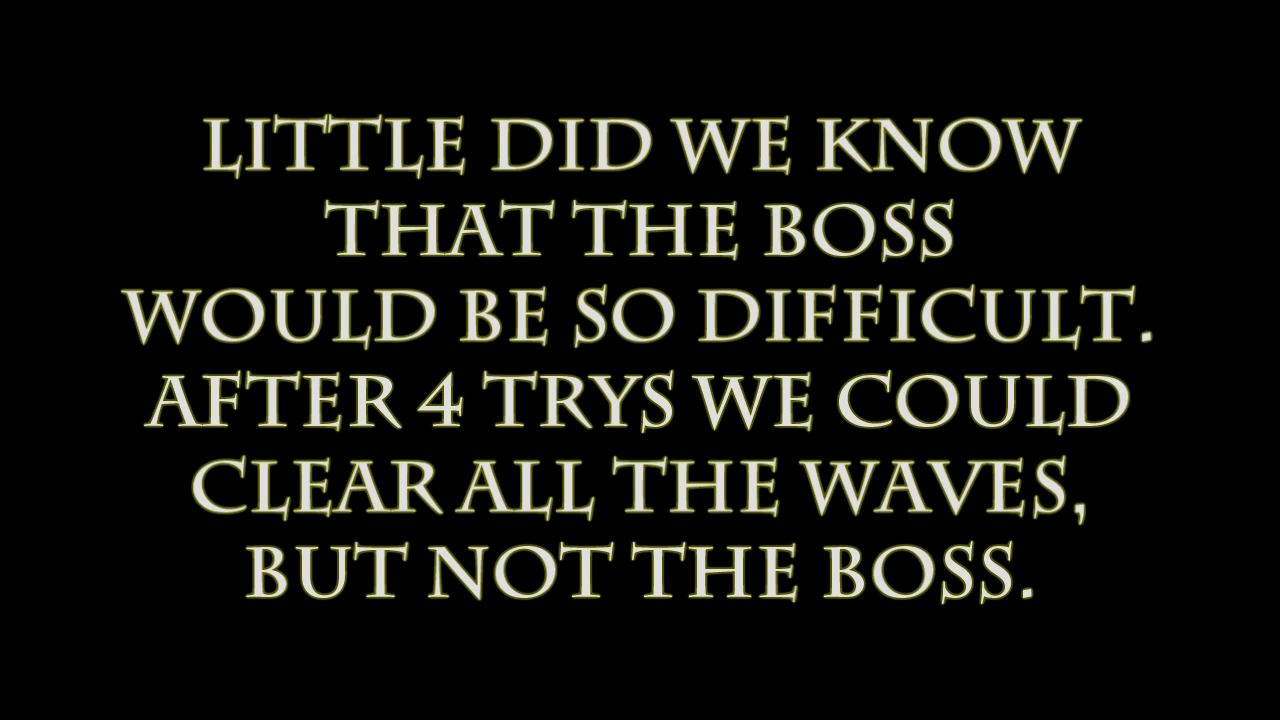 LITTLE DID WE KNOW
THAT THE BOSS
WOULD BE SO DIFFICULT.
AFTER 4 TRYS WE COULD
CLEAR ALL THE WAVES,
BUT NOT THE BOSS.